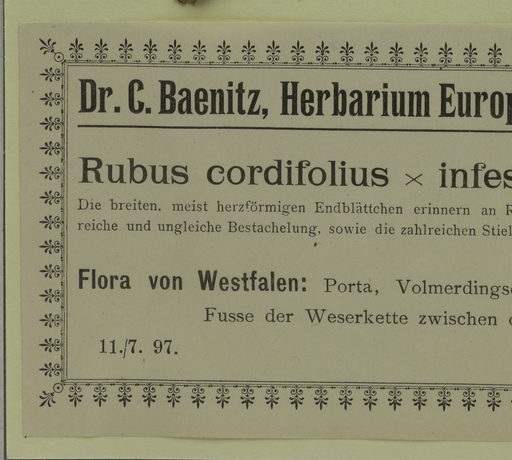 Dr. C. Baenitz, Herbarium Europ
Rubus cordifolius × infes
Die breiten. meist herzförmigen Endblättchen erinnern an R
reiche und ungleiche Bestachelung, sowie die zahlreichen Stiel
Flora von Westfalen: Porta, Volmerdings
Fusse der Weserkette zwischen
11./7. 97.